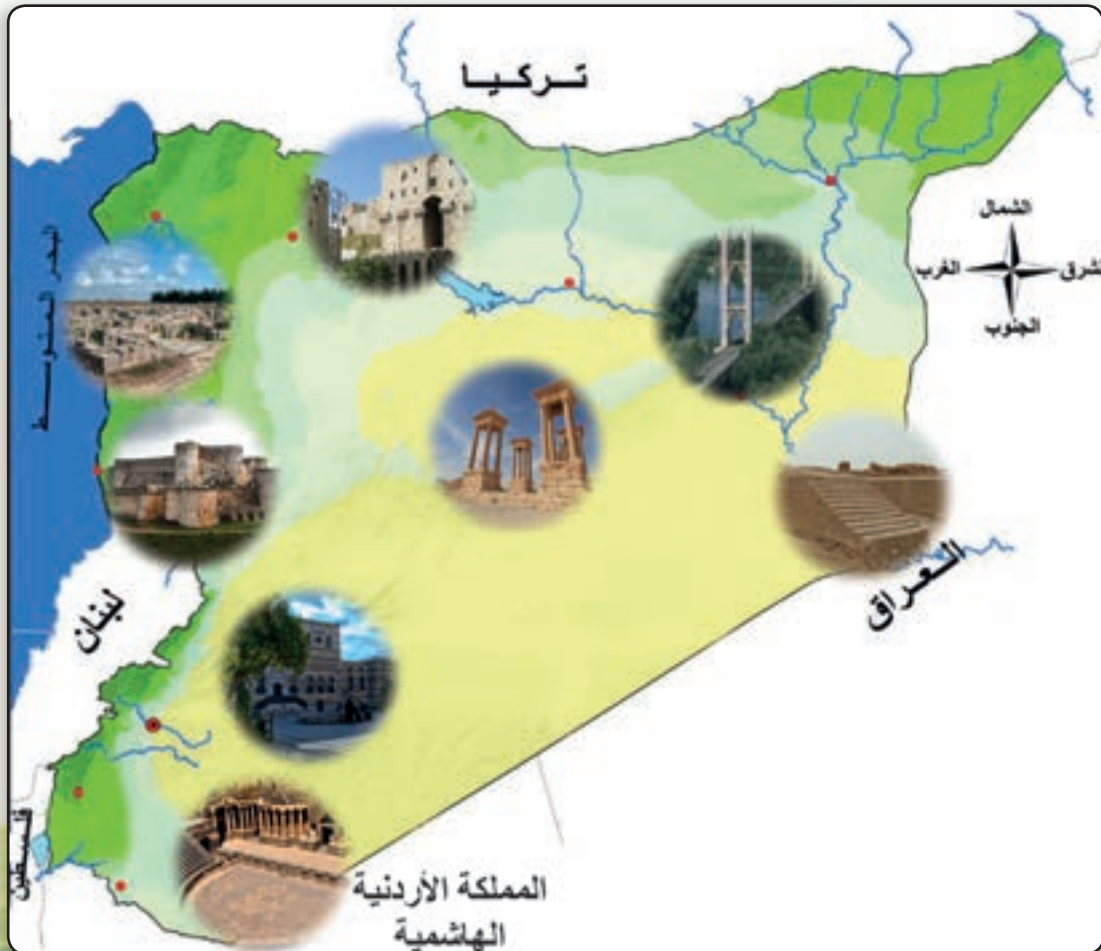 تركيا
الشمال
الغرب
شرق
الجنوب
البحر المتوسط
لبنان
العراق
فلسطين
المملكة الأردنية
الهاشمية